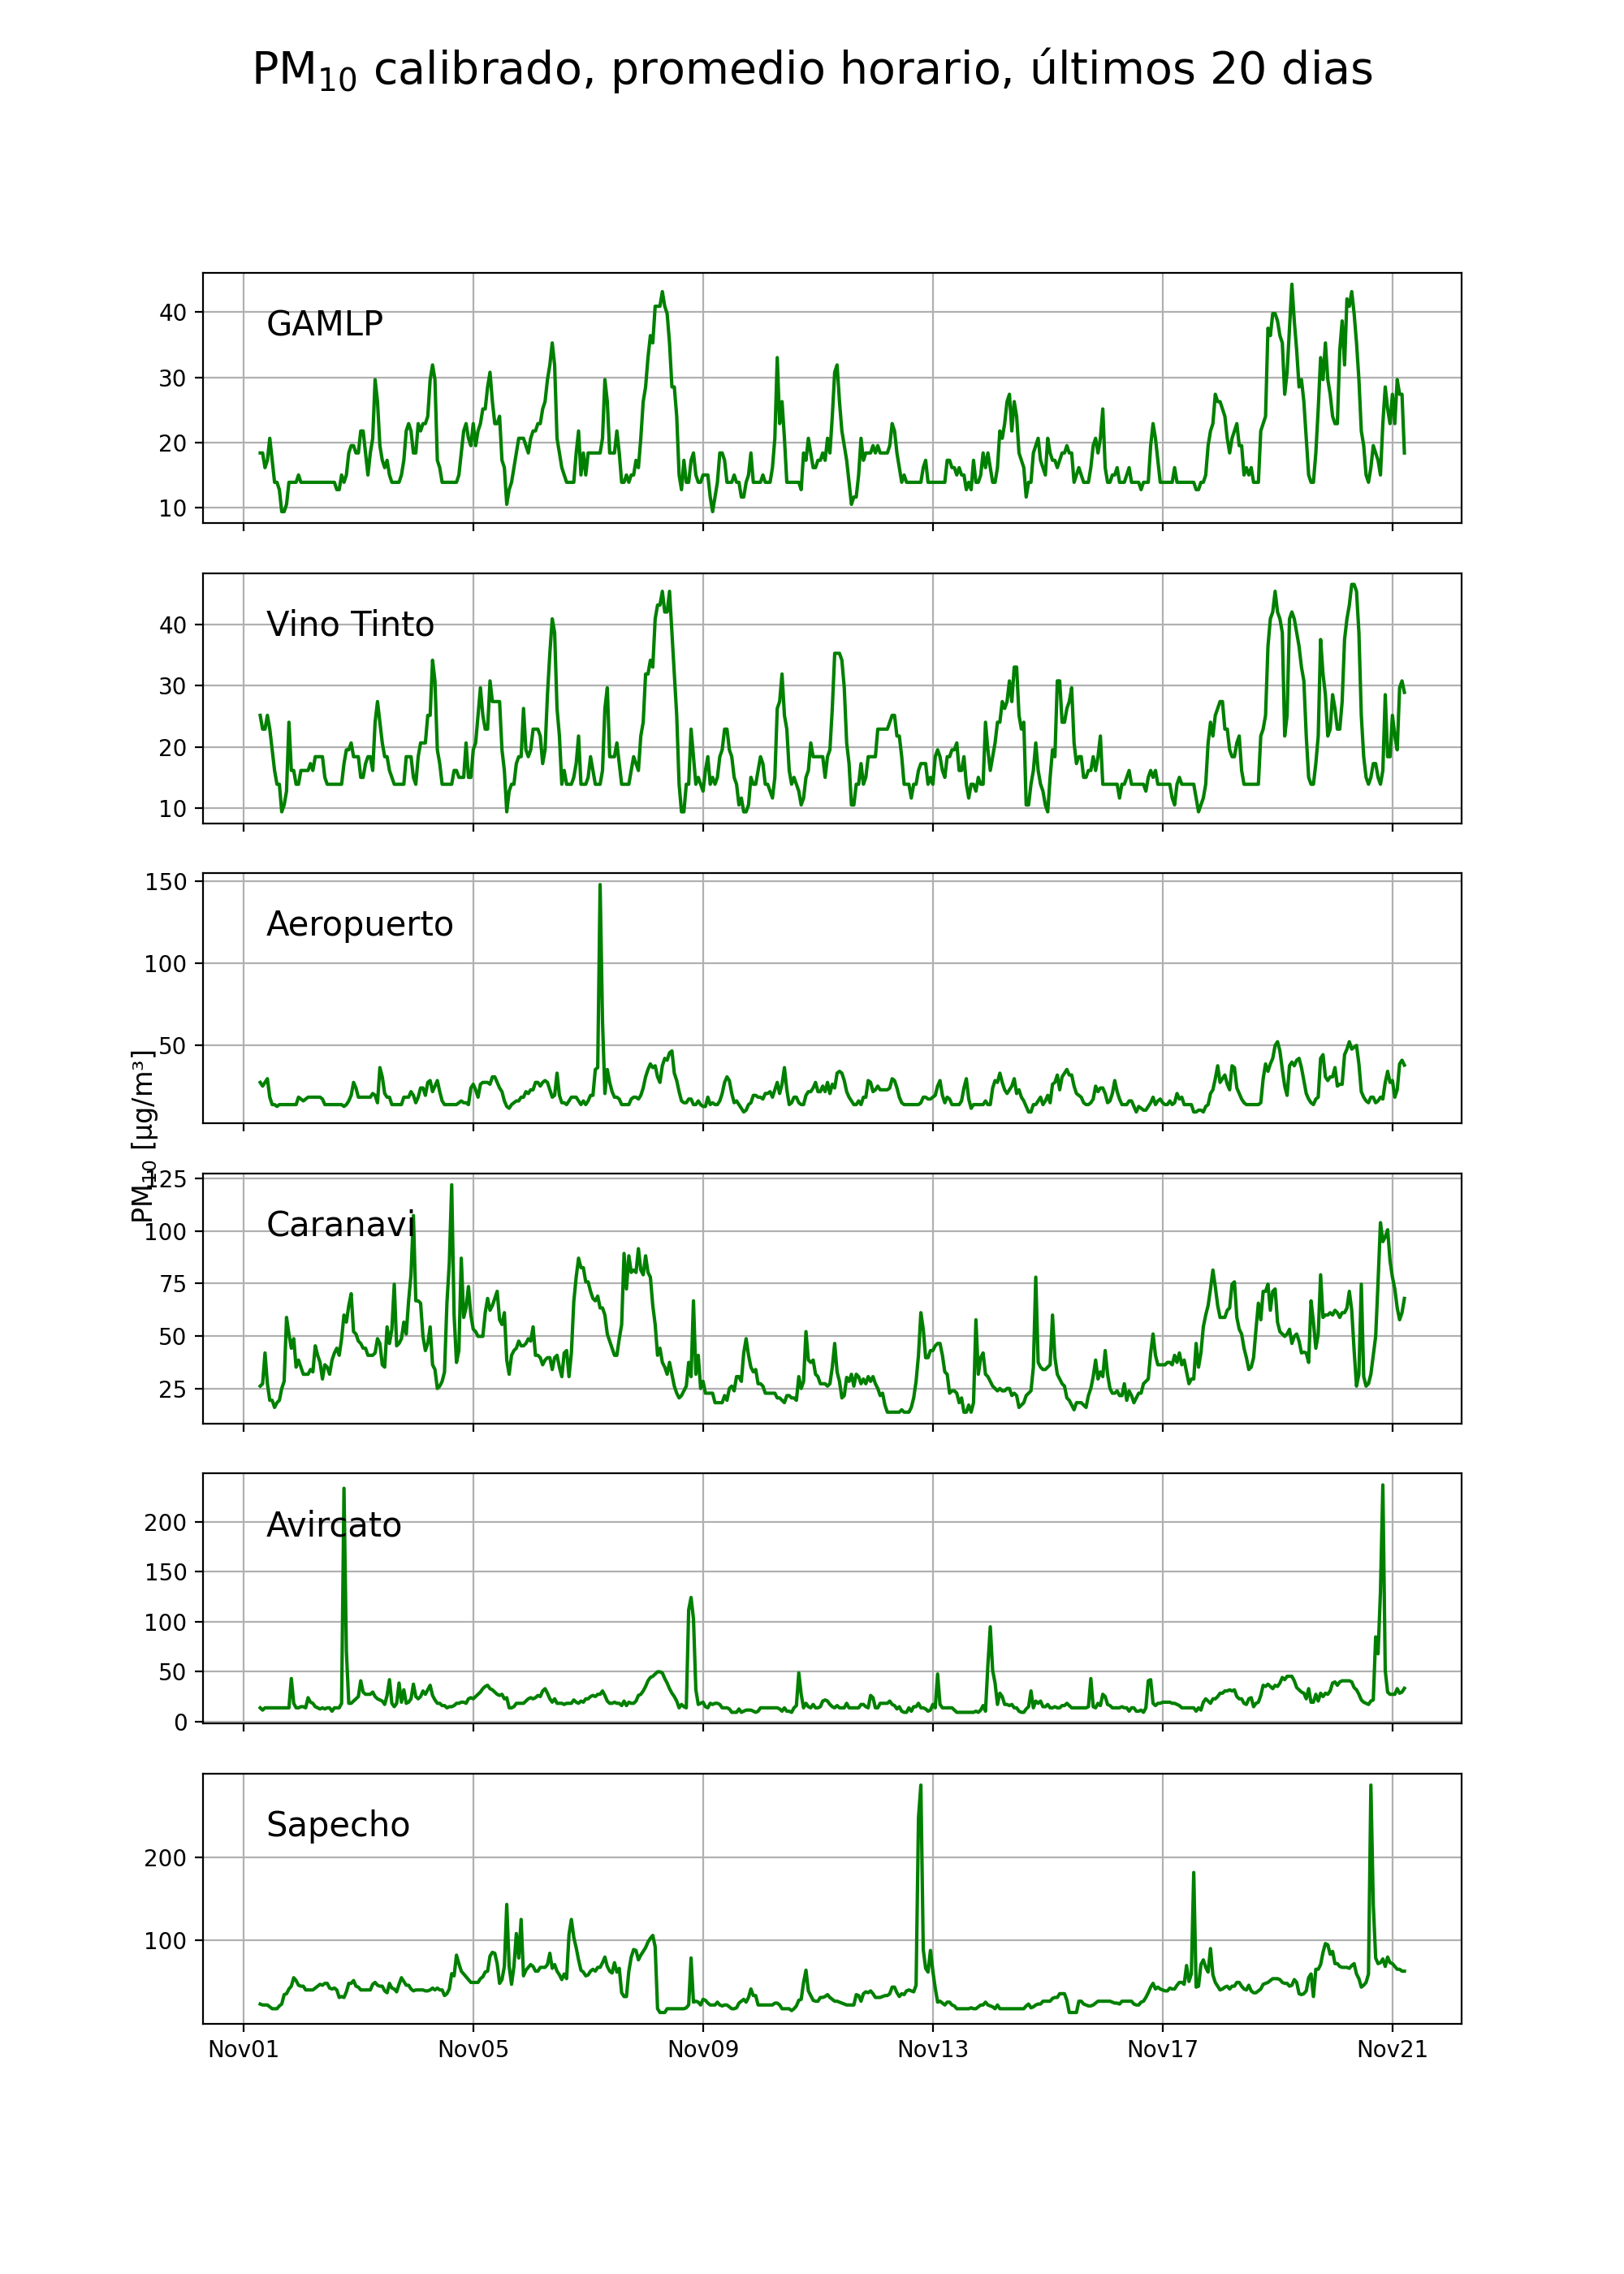 PM₁₀ calibrado, promedio horario, últimos 20 dias
GAMLP
40
30
20
10
Vino Tinto
40
30
20
10
Aeropuerto
150
100
50
PM₁₀ [µg/m³]
Caranavi
125
100
75
50
25
Avircato
200
150
100
50
0
Sapecho
200
100
Nov01 Nov05 Nov09 Nov13 Nov17 Nov21